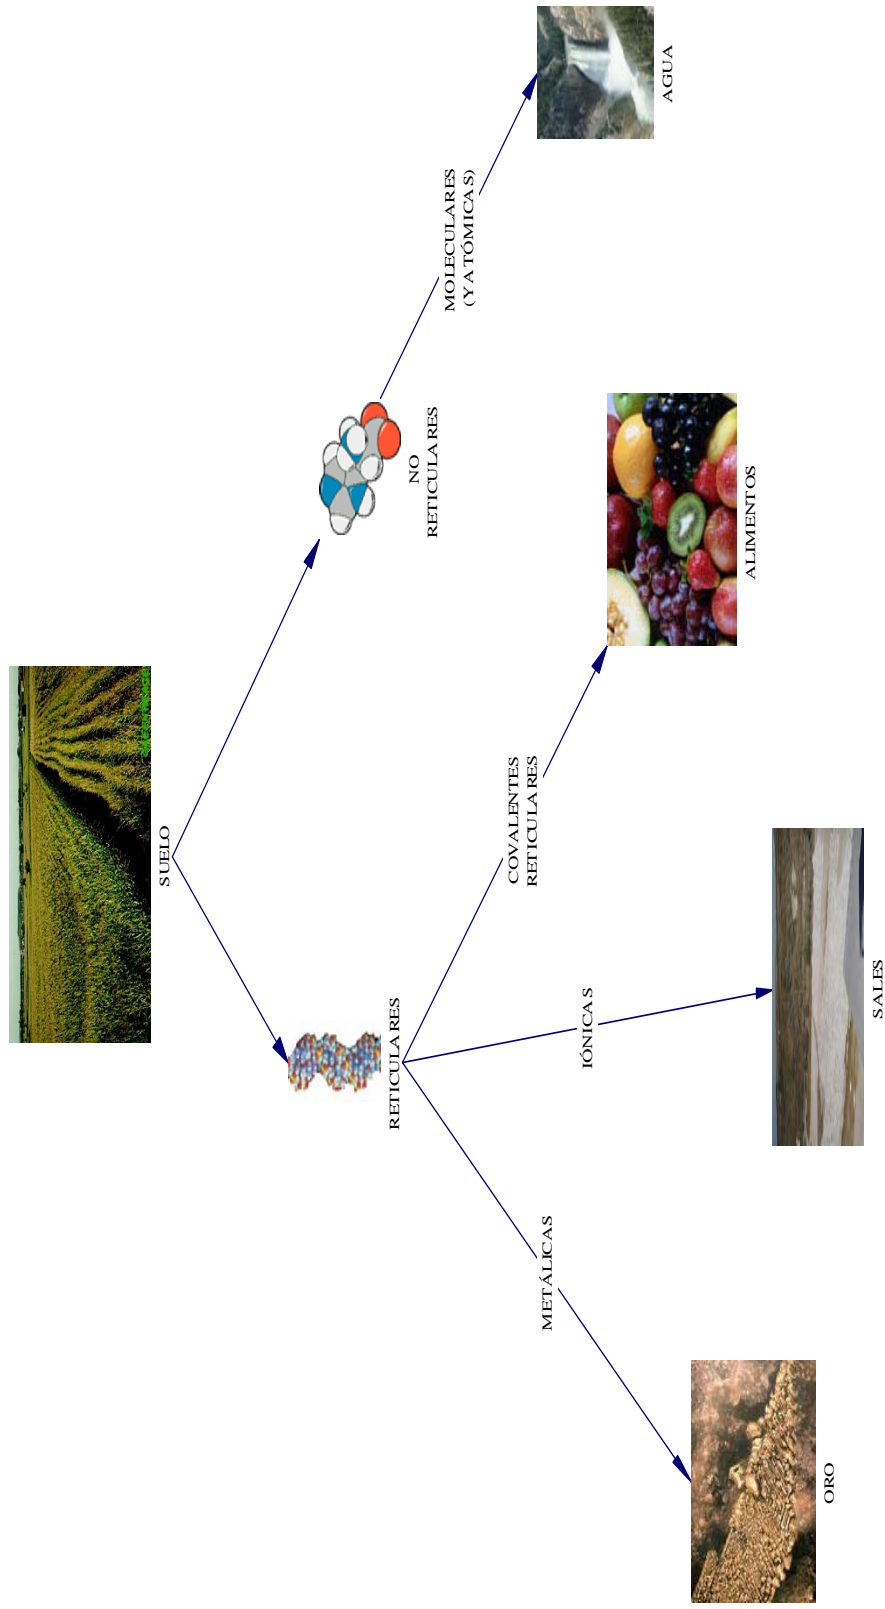 SUELO
RETICULARES
NO
RETICULARES
METÁLICAS
IÓNICAS
COVALENTES
RETICULARES
MOLECULARES
(Y ATÓMICAS)
ORO
SALES
ALIMENTOS
AGUA